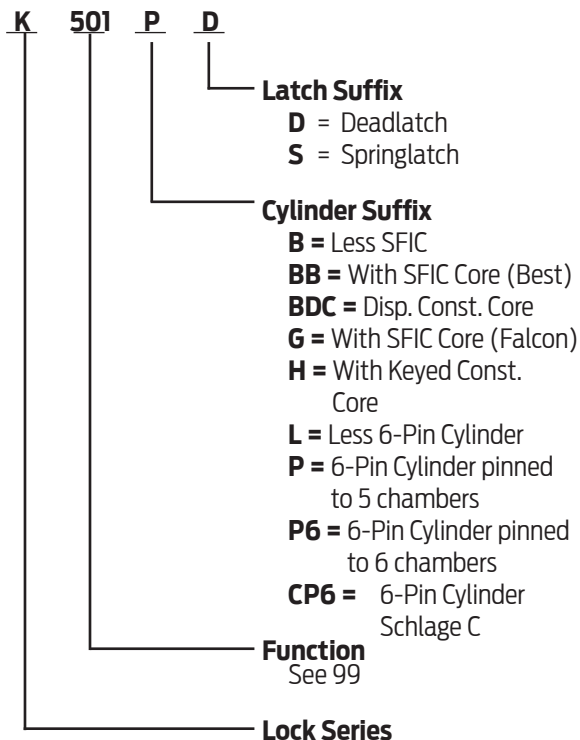 K 501 P D
Latch Suffix
D = Deadlatch
S = Springlatch
Cylinder Suffix
B = Less SFIC
BB = With SFIC Core (Best)
BDC = Disp. Const. Core
G = With SFIC Core (Falcon)
H = With Keyed Const.
Core
L = Less 6-Pin Cylinder
P = 6-Pin Cylinder pinned
to 5 chambers
P6 = 6-Pin Cylinder pinned
to 6 chambers
CP6 = 6-Pin Cylinder
Schlage C
Function
See 99
Lock Series